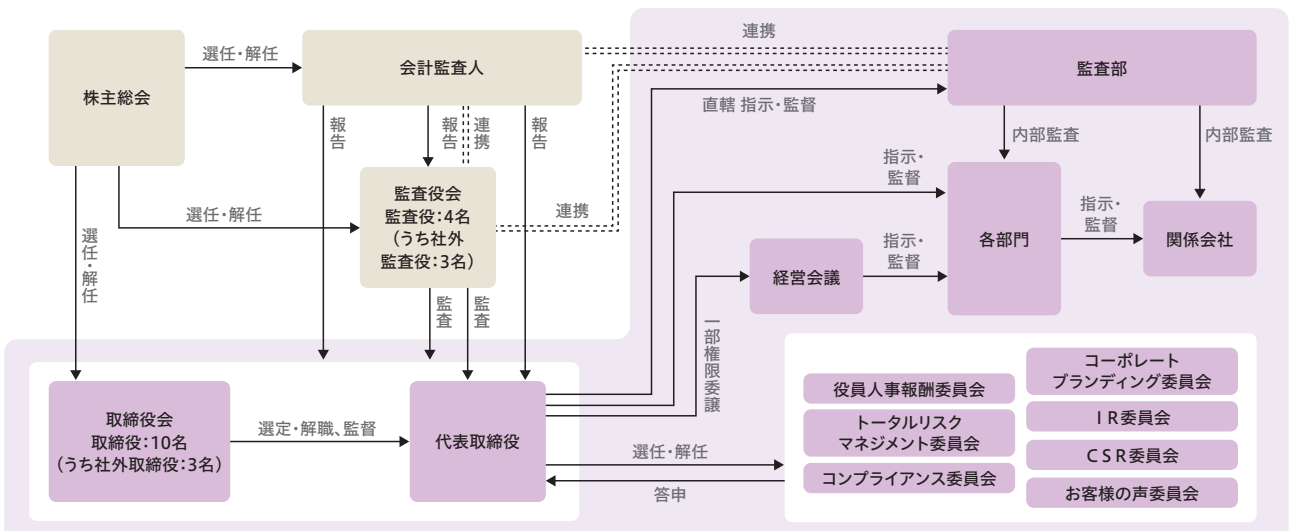 株主総会
選任・解任
会計監査人
連携
監査部
直轄 指示・監督
報告
報告
連携
報告
内部監査
内部監査
選任・解任
監査役会
監査役：4名
（うち社外
監査役：3名）
連携
指示・
監督
各部門
指示・
監督
関係会社
選任・解任
経営会議
指示・
監督
監査
監査
一部権限委譲
取締役会
取締役：10名
（うち社外取締役：3名）
選定・解職、監督
代表取締役
選任・解任
答申
役員人事報酬委員会
トータルリスク
マネジメント委員会
コンプライアンス委員会
コーポレート
ブランディング委員会
ＩＲ委員会
ＣＳＲ委員会
お客様の声委員会